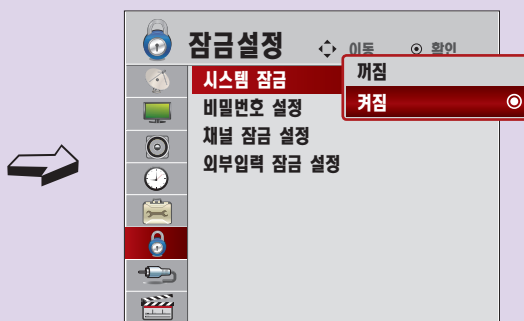 잠금설정 이동 확인
시스템 잠금
꺼짐
켜짐
비밀번호 설정
채널 잠금 설정
외부입력 잠금 설정